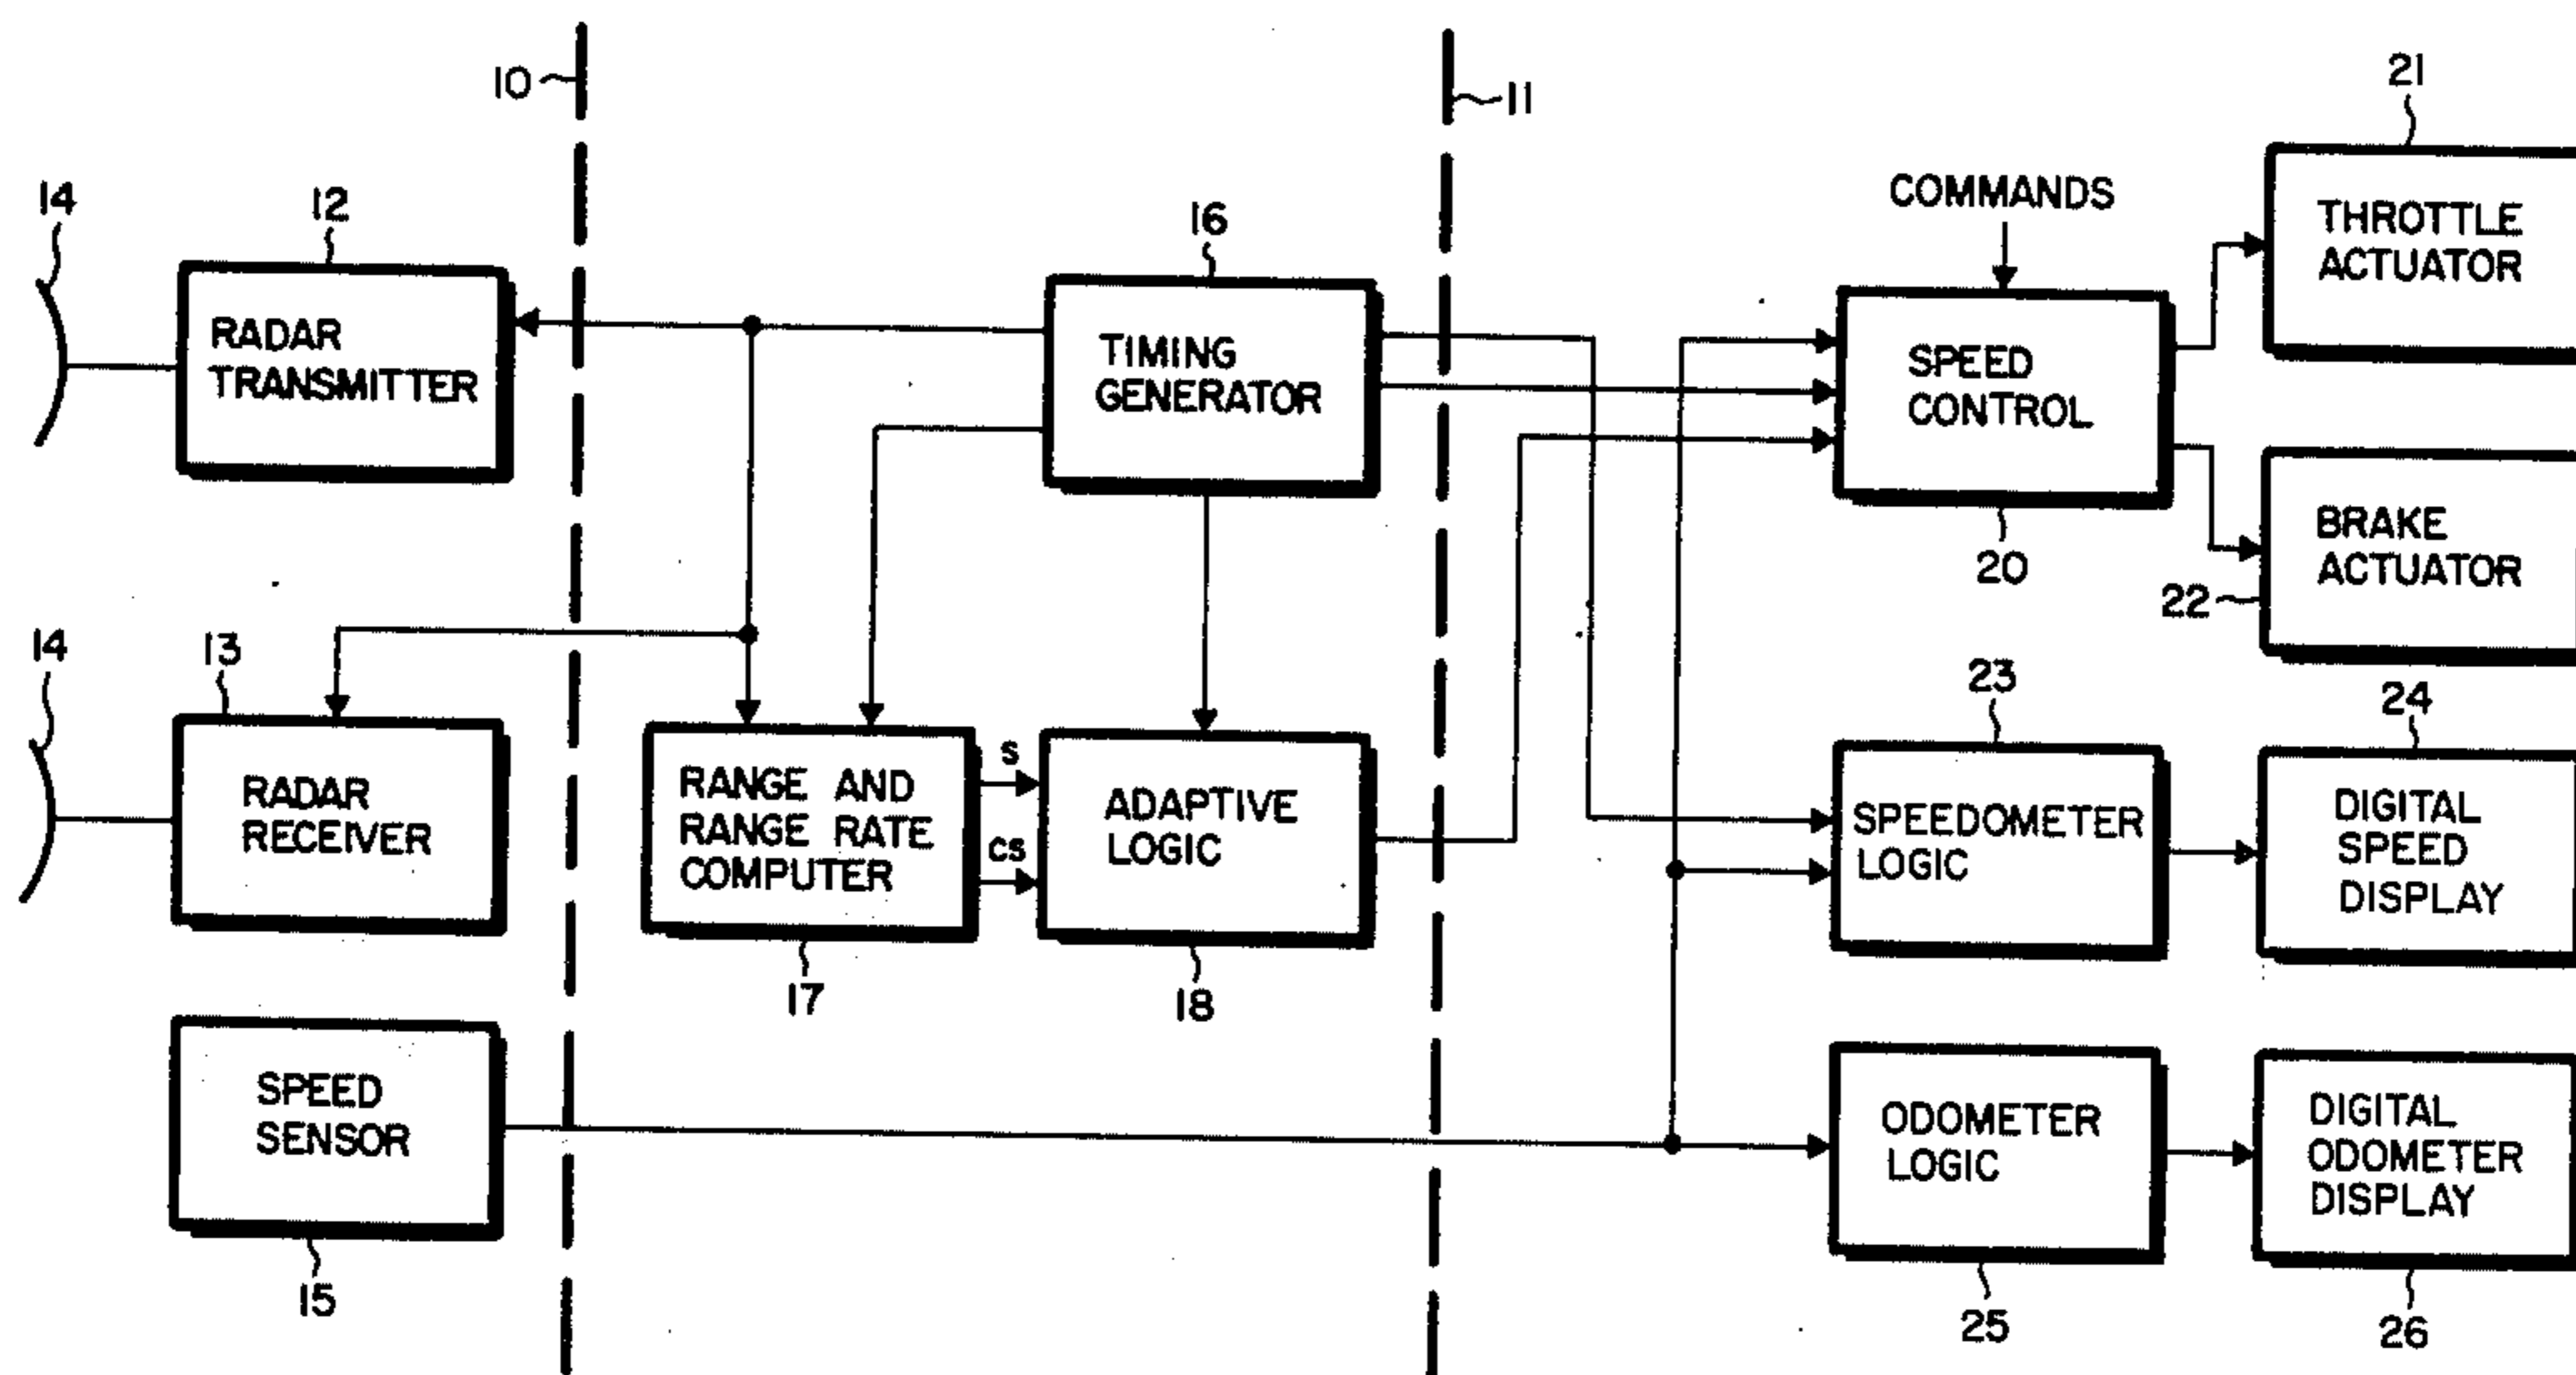 10
11
21
14
12
16
COMMANDS
THROTTLE
ACTUATOR
RADAR
TRANSMITTER
TIMING
GENERATOR
SPEED
CONTROL
20
BRAKE
ACTUATOR
22
14
13
23
24
RADAR
RECEIVER
RANGE AND
RANGE RATE
COMPUTER
S
CS
ADAPTIVE
LOGIC
SPEEDOMETER
LOGIC
DIGITAL
SPEED
DISPLAY
17
18
SPEED
SENSOR
15
ODOMETER
LOGIC
DIGITAL
ODOMETER
DISPLAY
25
26